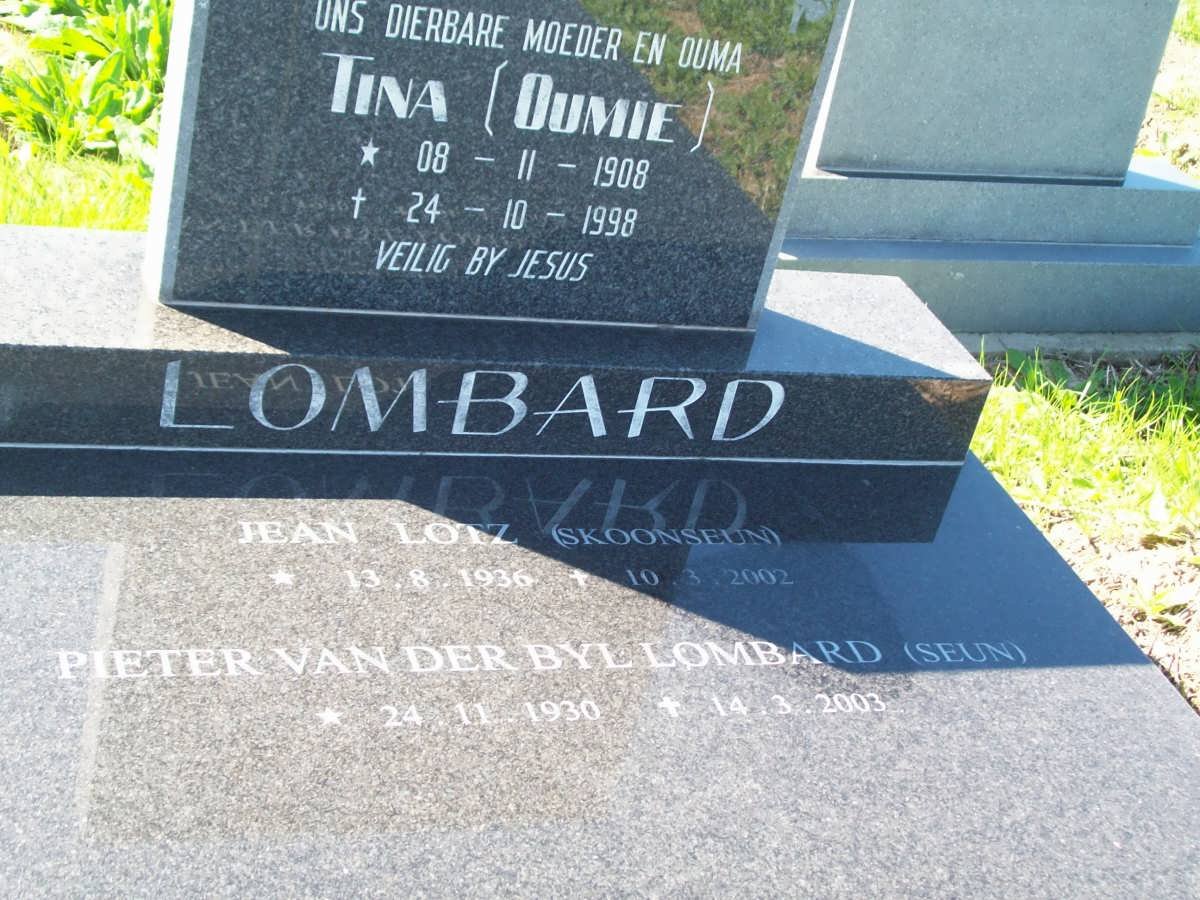 ONS DIERBARE MOEDER EN OUMA
TINA (OUMIE)
★ 08 - 11 - 1908
✝ 24 - 10 - 1998
VEILIG BY JESUS
LOMBARD
JEAN LOTZ (SKOONSEUN)
★ 13.8.1936 ✝ 10.3.2002
PIETER VAN DER BYL LOMBARD (SEUN)
★ 24.11.1930 ✝ 14.3.2003